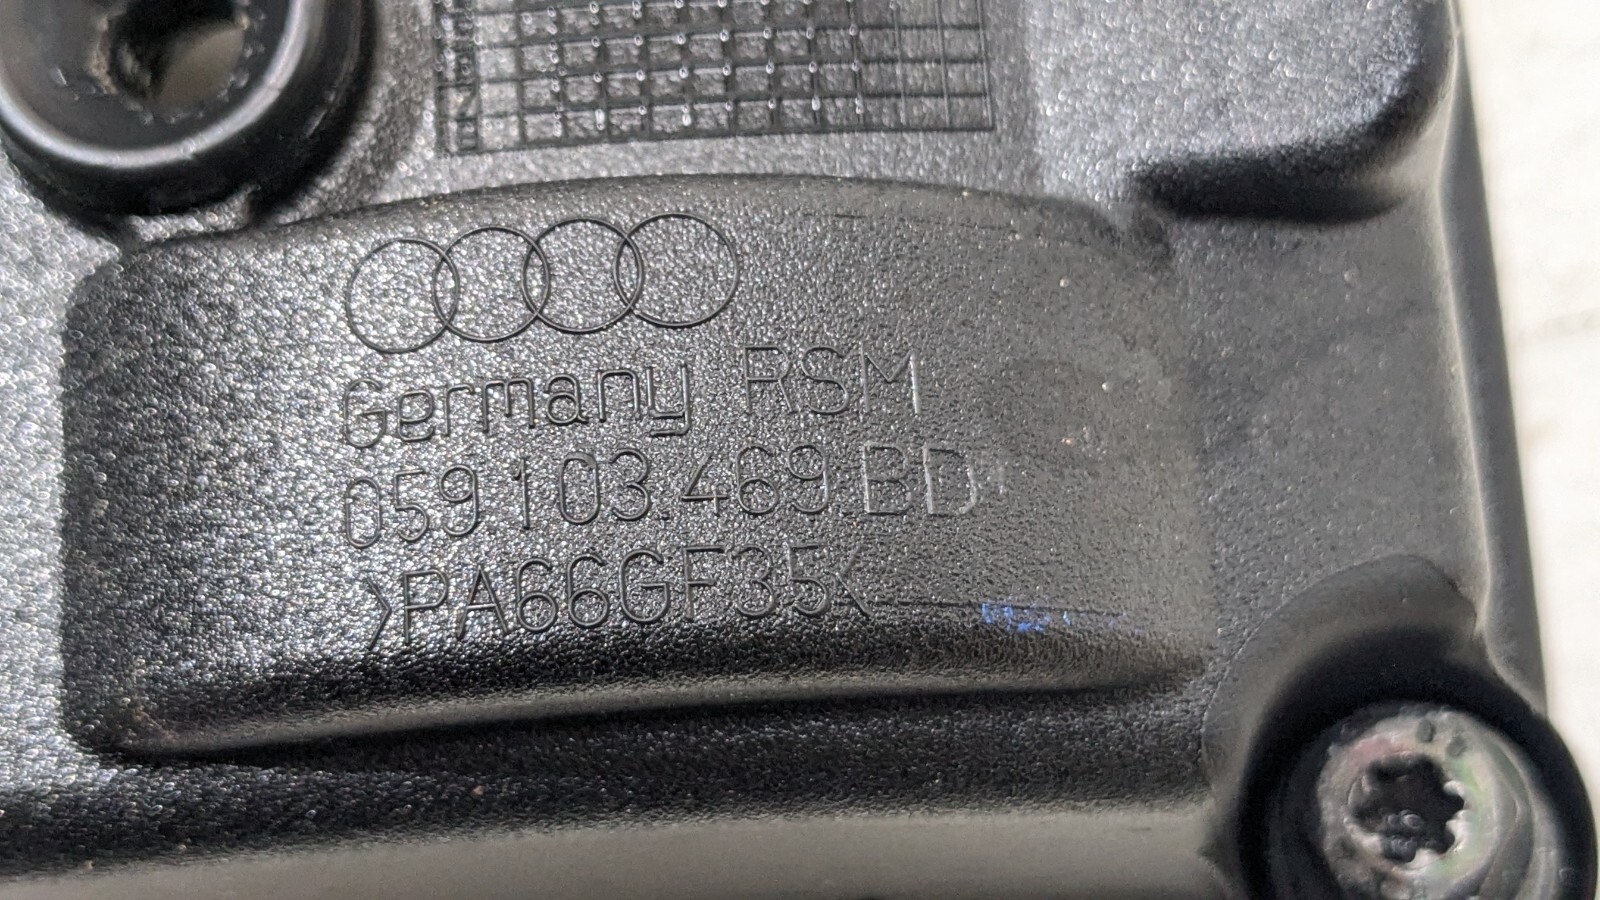 Germany RSM
059.103.469.BD
>PA66GF35<